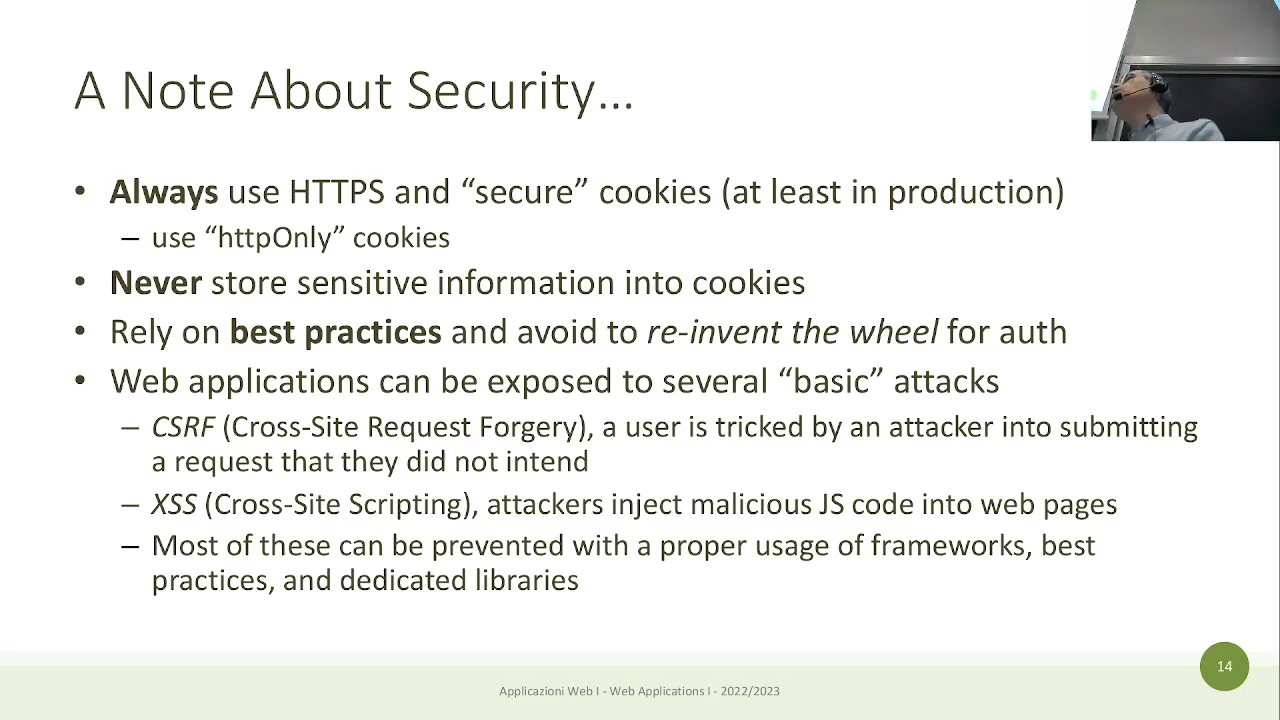 A Note About Security...
• Always use HTTPS and “secure” cookies (at least in production)
– use “httpOnly” cookies
• Never store sensitive information into cookies
• Rely on best practices and avoid to re-invent the wheel for auth
• Web applications can be exposed to several “basic” attacks
– CSRF (Cross-Site Request Forgery), a user is tricked by an attacker into submitting
a request that they did not intend
– XSS (Cross-Site Scripting), attackers inject malicious JS code into web pages
– Most of these can be prevented with a proper usage of frameworks, best
practices, and dedicated libraries
14
Applicazioni Web I - Web Applications I - 2022/2023